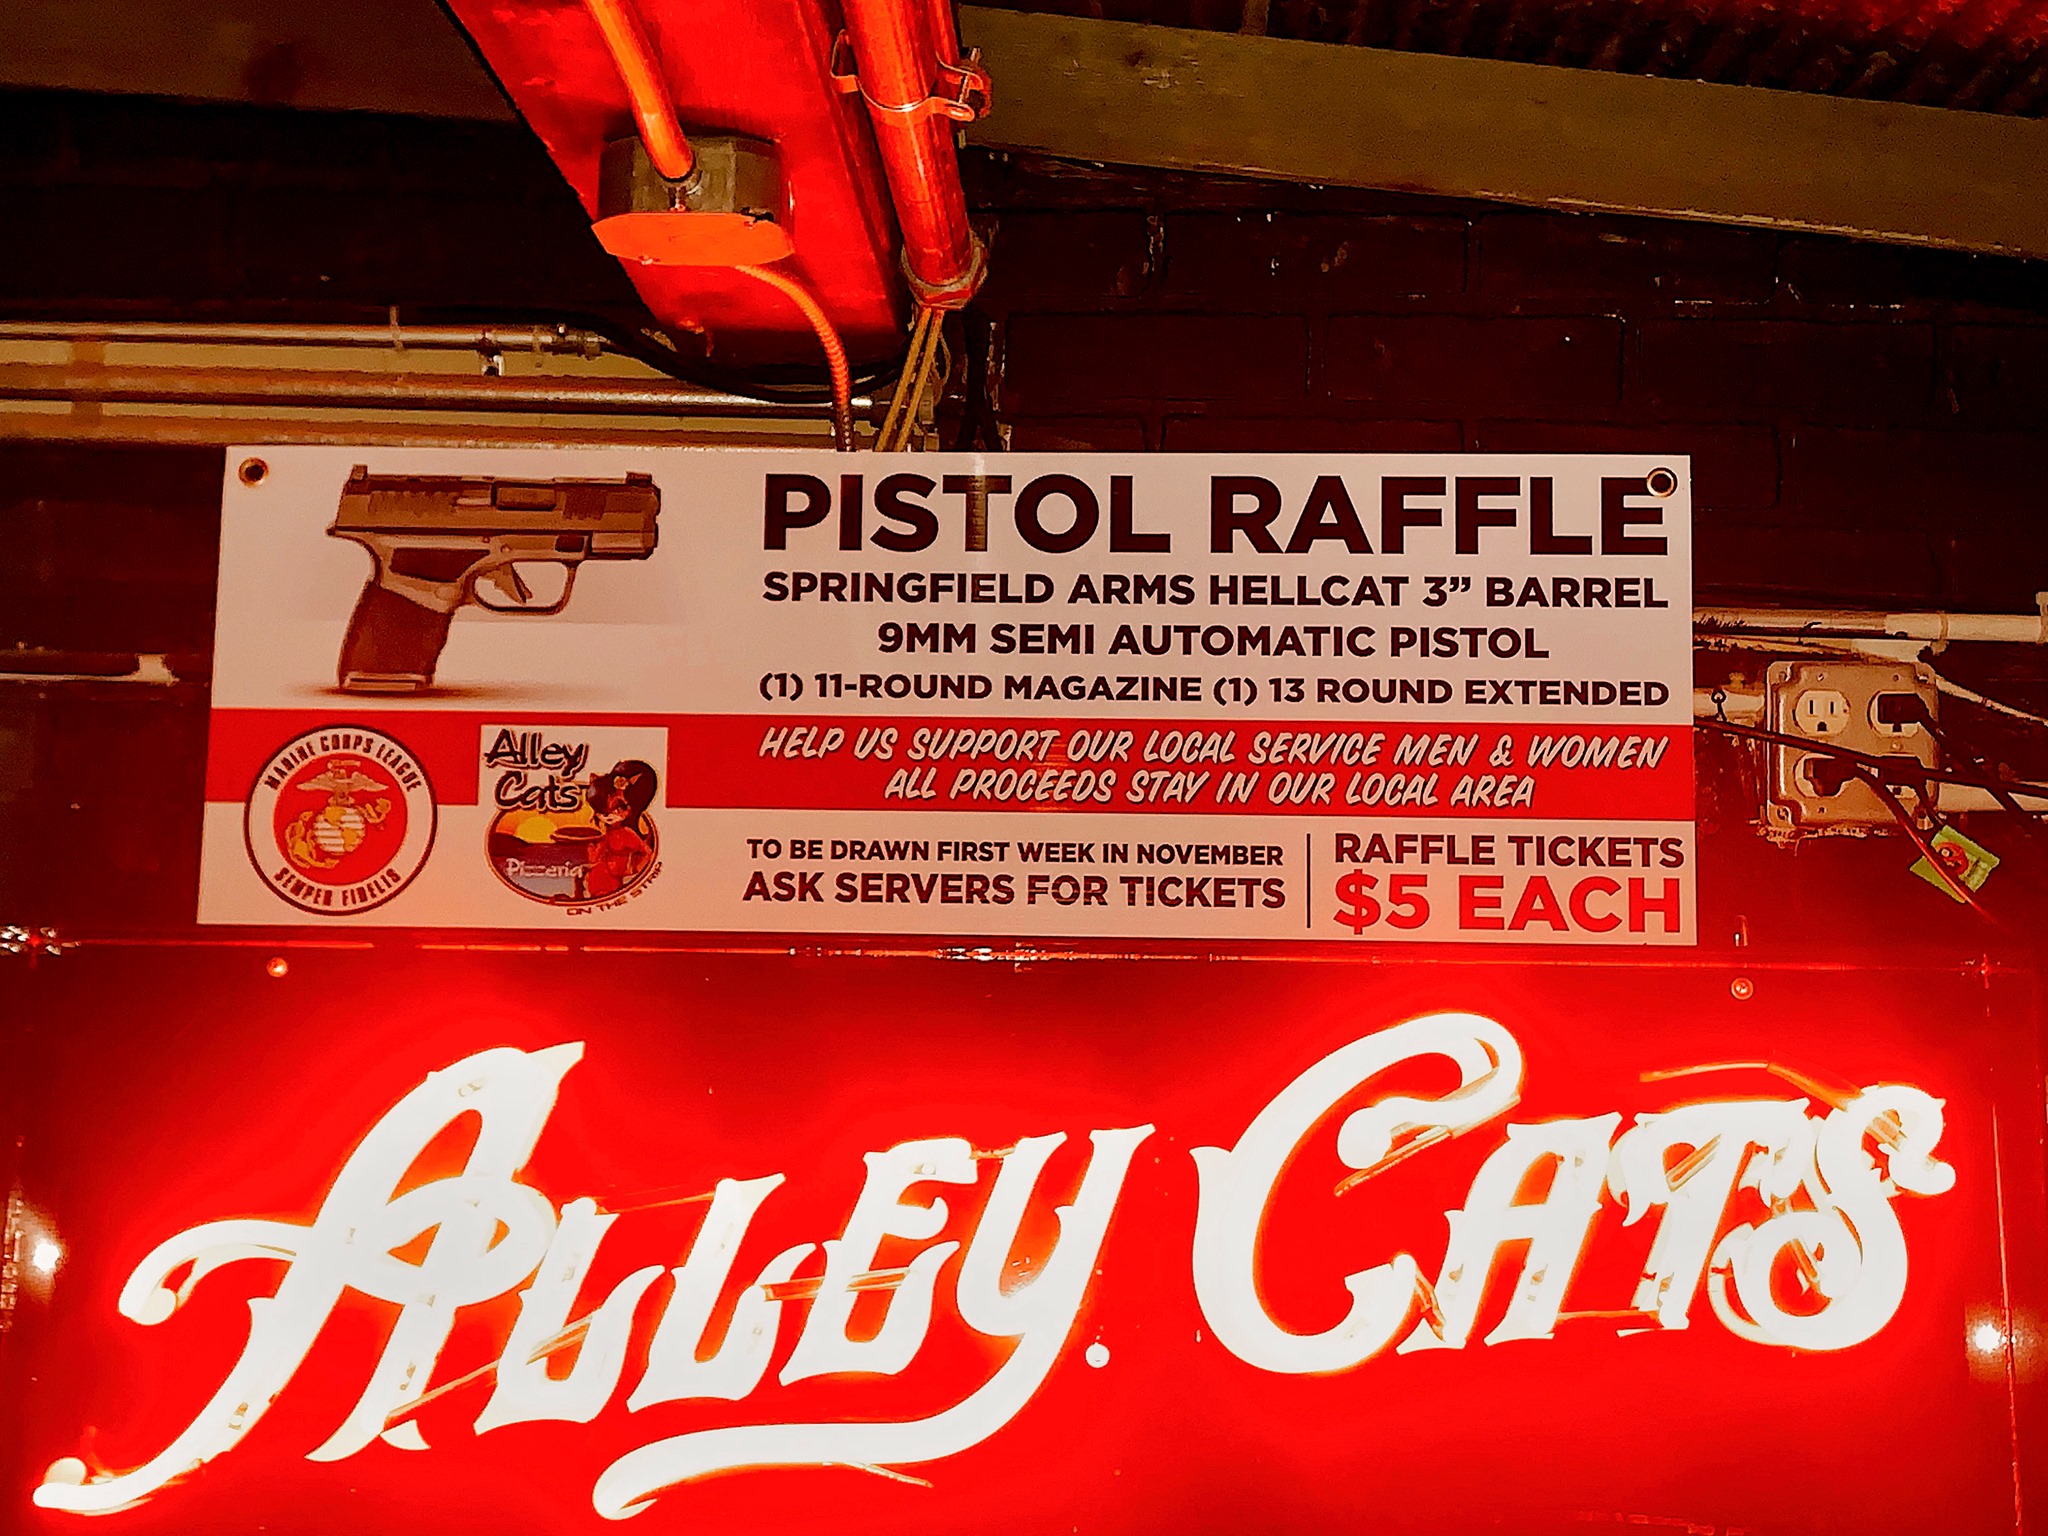 PISTOL RAFFLE
SPRINGFIELD ARMS HELLCAT 3” BARREL
9MM SEMI AUTOMATIC PISTOL
(1) 11-ROUND MAGAZINE (1) 13 ROUND EXTENDED
HELP US SUPPORT OUR LOCAL SERVICE MEN & WOMEN
ALL PROCEEDS STAY IN OUR LOCAL AREA
MARINE CORPS LEAGUE
SEMPER FIDELIS
Alley
Cats
Pizzeria
ON THE STRIP
TO BE DRAWN FIRST WEEK IN NOVEMBER
ASK SERVERS FOR TICKETS
RAFFLE TICKETS
$5 EACH
ALLEY CATS